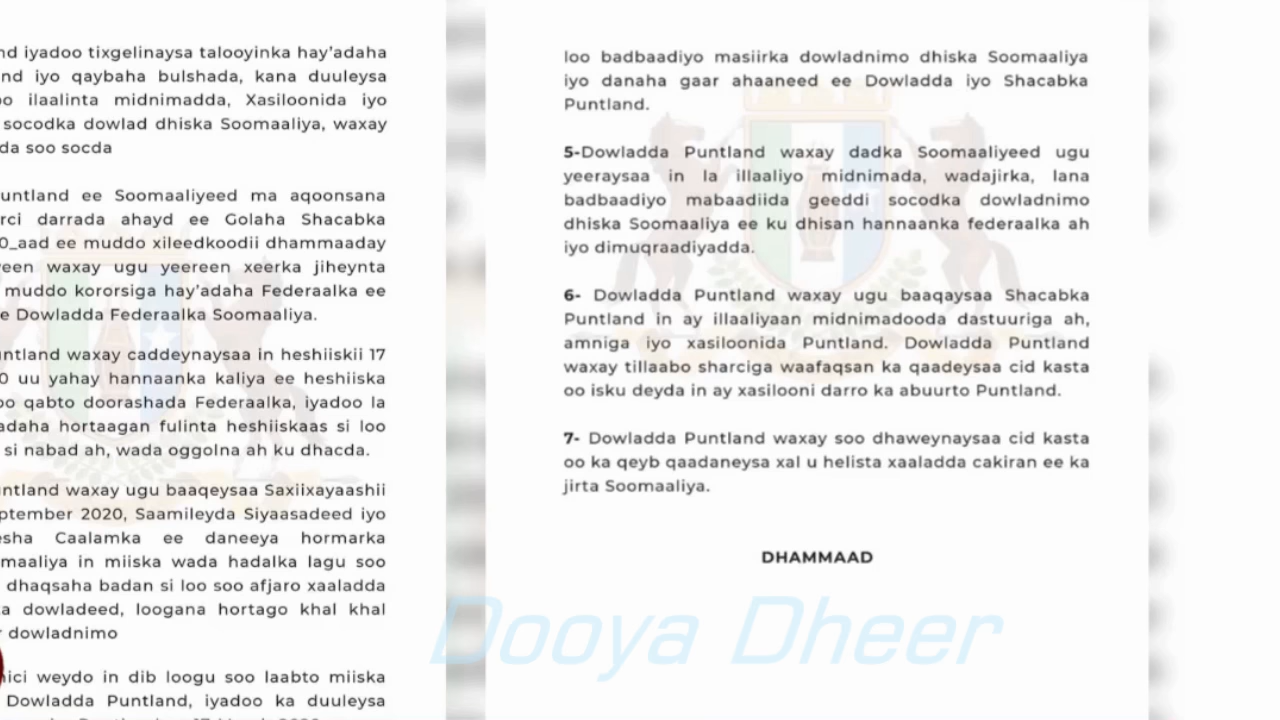 nd iyadoo tixgelinaysa talooyinka hay'adaha
nd iyo qaybaha bulshada, kana duuleysa
oo ilaalinta midnimadda, Xasiloonida iyo
socodka dowlad dhiska Soomaaliya, waxay
da soo socda
untland ee Soomaaliyeed ma aqoonsana
rci darrada ahayd ee Golaha Shacabka
0_aad ee muddo xileedkoodii dhammaaday
een waxay ugu yeereen xeerka jiheynta
muddo kororsiga hay'adaha Federaalka ee
e Dowladda Federaalka Soomaaliya.
untland waxay caddeynaysaa in heshiiskii 17
0 uu yahay hannaanka kaliya ee heshiiska
oo qabto doorashada Federaalka, iyadoo la
adaha hortaagan fulinta heshiiskaas si loo
si nabad ah, wada oggolna ah ku dhacda.
untland waxay ugu baaqeysaa Saxiixayaashii
ptember 2020, Saamileyda Siyaasadeed iyo
esha Caalamka ee daneeya hormarka
maaliya in miiska wada hadalka lagu soo
dhaqsaha badan si loo soo afjaro xaaladda
a dowladeed, loogana hortago khal khal
dowladnimo
ici weydo in dib loogu soo laabto miiska
Dowladda Puntland, iyadoo ka duuleysa
loo badbaadiyo masiirka dowladnimo dhiska Soomaaliya
iyo danaha gaar ahaaneed ee Dowladda iyo Shacabka
Puntland.
5-Dowladda Puntland waxay dadka Soomaaliyeed ugu
yeeraysaa in la illaaliyo midnimada, wadajirka, lana
badbaadiyo mabaadiida geeddi socodka dowladnimo
dhiska Soomaaliya ee ku dhisan hannaanka federaalka ah
iyo dimuqraadiyadda.
6- Dowladda Puntland waxay ugu baaqaysaa Shacabka
Puntland in ay illaaliyaan midnimadooda dastuuriga ah,
amniga iyo xasiloonida Puntland. Dowladda Puntland
waxay tillaabo sharciga waafaqsan ka qaadeysaa cid kasta
oo isku deyda in ay xasilooni darro ka abuurto Puntland.
7- Dowladda Puntland waxay soo dhaweynaysaa cid kasta
oo ka qeyb qaadaneysa xal u helista xaaladda cakiran ee ka
jirta Soomaaliya.
DHAMMAAD
Dooya Dheer